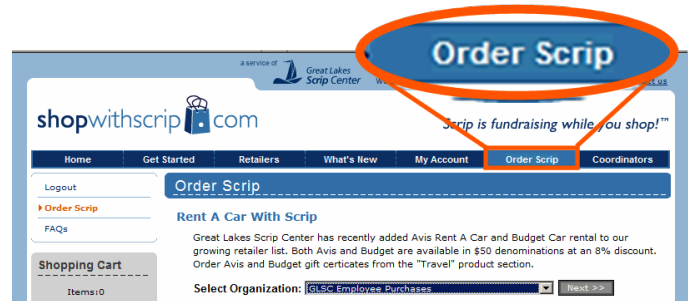 Order Scrip
a service of
Great Lakes
Scrip Center
us
shopwithscrip.com
Scrip is fundraising while you shop!™
Home Get Started Retailers What's New My Account Order Scrip Coordinators
Logout
Order Scrip
FAQs
Shopping Cart
Items:0
Order Scrip
Rent A Car With Scrip
Great Lakes Scrip Center has recently added Avis Rent A Car and Budget Car rental to our
growing retailer list. Both Avis and Budget are available in $50 denominations at an 8% discount.
Order Avis and Budget gift certicates from the "Travel" product
section.
Select Organization: GLSC Employee Purchases Next >>